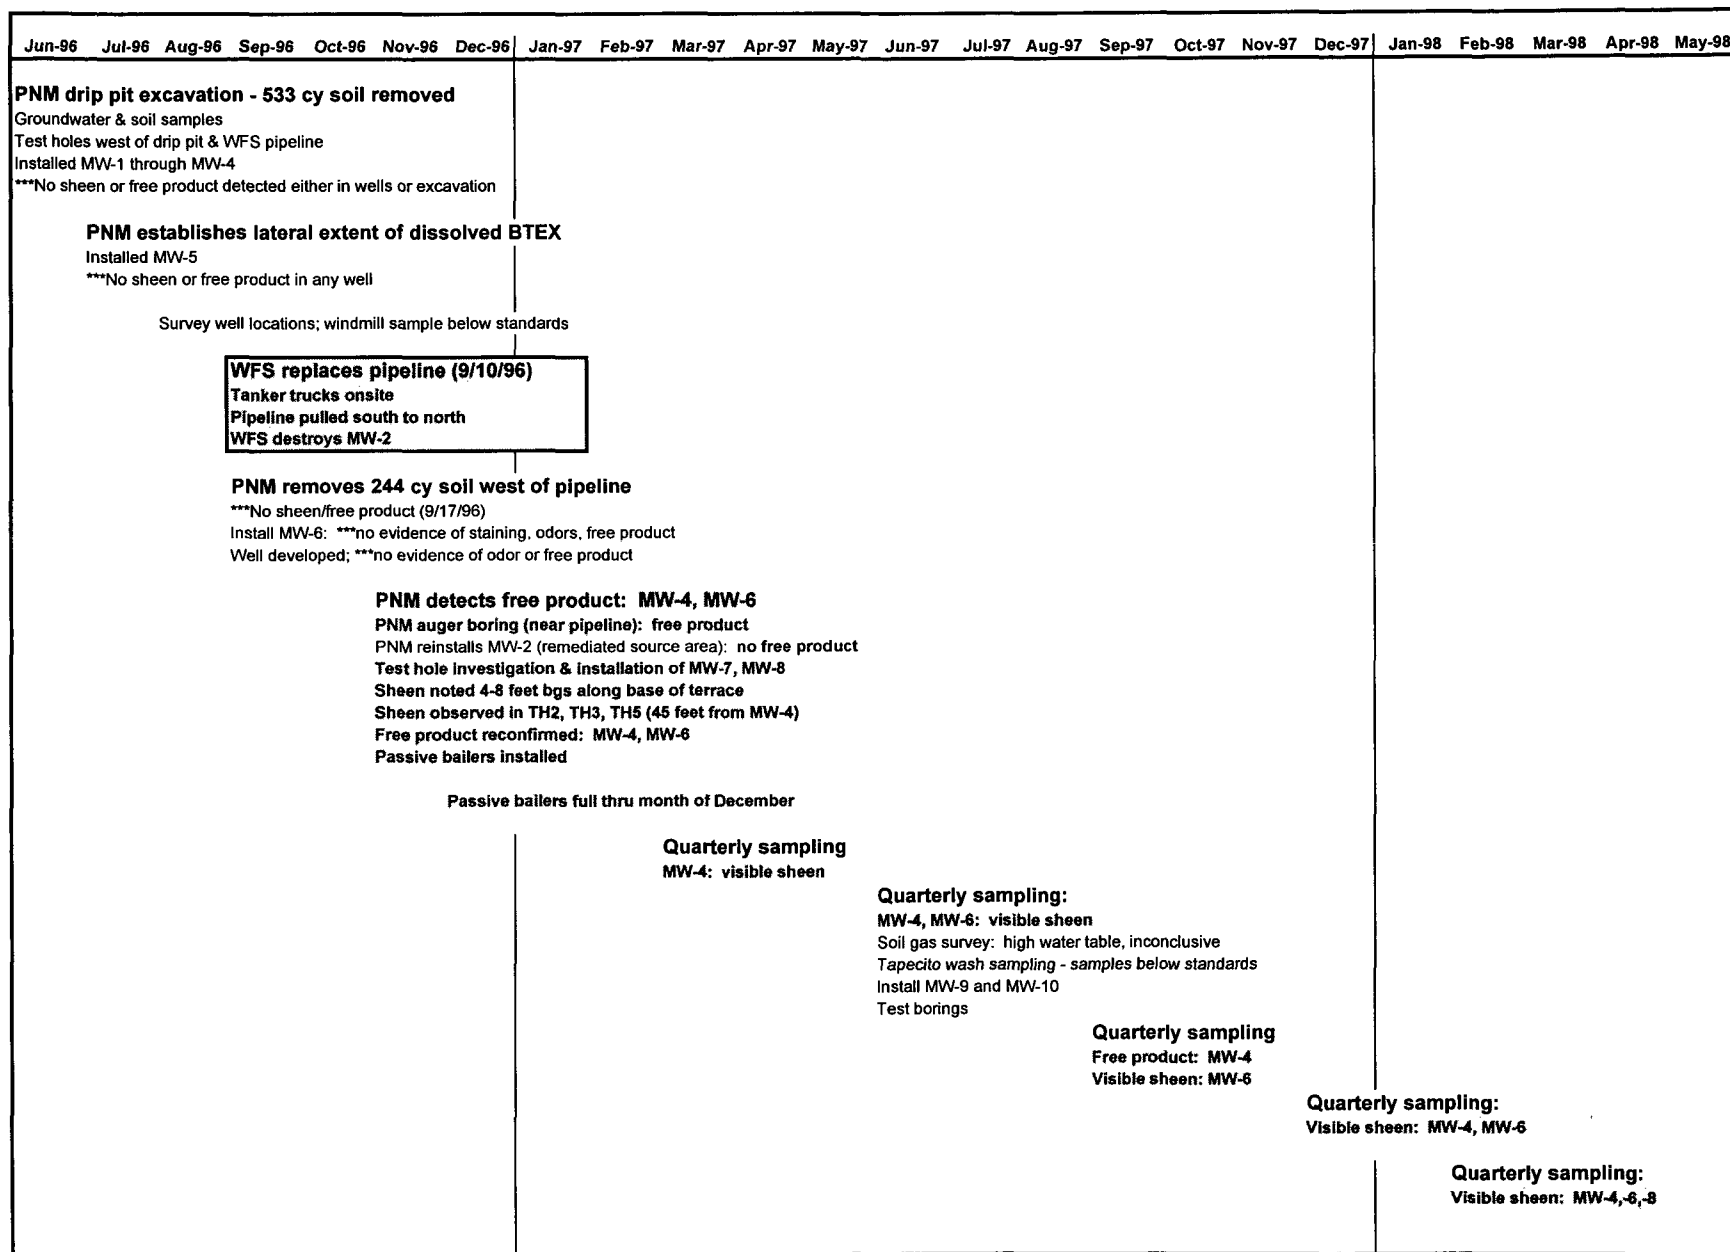 Jun-96 Jul-96 Aug-96 Sep-96 Oct-96 Nov-96 Dec-96 Jan-97 Feb-97 Mar-97 Apr-97 May-97 Jun-97 Jul-97 Aug-97 Sep-97 Oct-97 Nov-97 Dec-97 Jan-98 Feb-98 Mar-98 Apr-98 May-98
PNM drip pit excavation - 533 cy soil removed
Groundwater & soil samples
Test holes west of drip pit & WFS pipeline
Installed MW-1 through MW-4
***No sheen or free product detected either in wells or excavation
PNM establishes lateral extent of dissolved BTEX
Installed MW-5
***No sheen or free product in any well
Survey well locations; windmill sample below standards
WFS replaces pipeline (9/10/96)
Tanker trucks onsite
Pipeline pulled south to north
WFS destroys MW-2
PNM removes 244 cy soil west of pipeline
***No sheen/free product (9/17/96)
Install MW-6: ***no evidence of staining, odors, free product
Well developed; ***no evidence of odor or free product
PNM detects free product: MW-4, MW-6
PNM auger boring (near pipeline): free product
PNM reinstalls MW-2 (remediated source area): no free product
Test hole investigation & installation of MW-7, MW-8
Sheen noted 4-8 feet bgs along base of terrace
Sheen observed in TH2, TH3, TH5 (45 feet from MW-4)
Free product reconfirmed: MW-4, MW-6
Passive bailers installed
Passive bailers full thru month of December
Quarterly sampling
MW-4: visible sheen
Quarterly sampling:
MW-4, MW-6: visible sheen
Soil gas survey: high water table, inconclusive
Tapecito wash sampling - samples below standards
Install MW-9 and MW-10
Test borings
Quarterly sampling
Free product: MW-4
Visible sheen: MW-6
Quarterly sampling:
Visible sheen: MW-4, MW-6
Quarterly sampling:
Visible sheen: MW-4,-6,-8